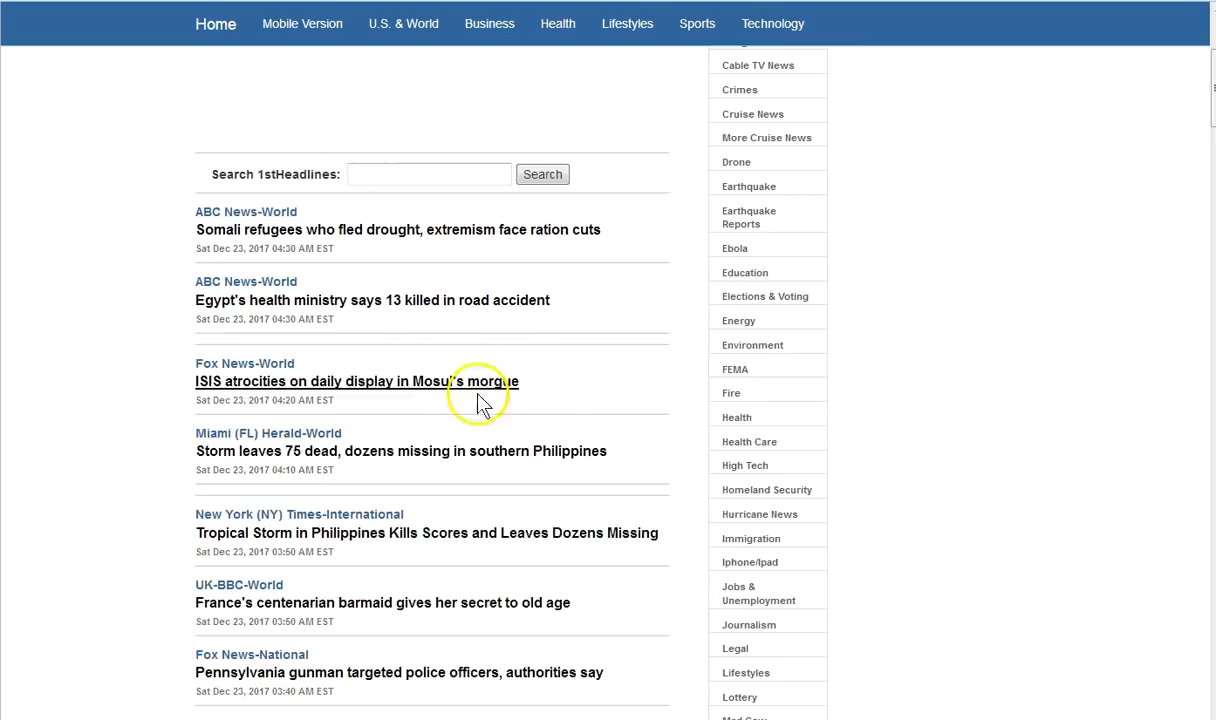 Home Mobile Version U.S. & World Business Health Lifestyles Sports Technology
Search 1stHeadlines: Search
ABC News-World
Somali refugees who fled drought, extremism face ration cuts
Sat Dec 23, 2017 04:30 AM EST
ABC News-World
Egypt's health ministry says 13 killed in road accident
Sat Dec 23, 2017 04:30 AM EST
Fox News-World
ISIS atrocities on daily display in Mosul's morgue
Sat Dec 23, 2017 04:20 AM EST
Miami (FL) Herald-World
Storm leaves 75 dead, dozens missing in southern Philippines
Sat Dec 23, 2017 04:10 AM EST
New York (NY) Times-International
Tropical Storm in Philippines Kills Scores and Leaves Dozens Missing
Sat Dec 23, 2017 03:50 AM EST
UK-BBC-World
France's centenarian barmaid gives her secret to old age
Sat Dec 23, 2017 03:50 AM EST
Fox News-National
Pennsylvania gunman targeted police officers, authorities say
Sat Dec 23, 2017 03:40 AM EST
Cable TV News
Crimes
Cruise News
More Cruise News
Drone
Earthquake
Earthquake
Reports
Ebola
Education
Elections & Voting
Energy
Environment
FEMA
Fire
Health
Health Care
High Tech
Homeland Security
Hurricane News
Immigration
Iphone/Ipad
Jobs &
Unemployment
Journalism
Legal
Lifestyles
Lottery